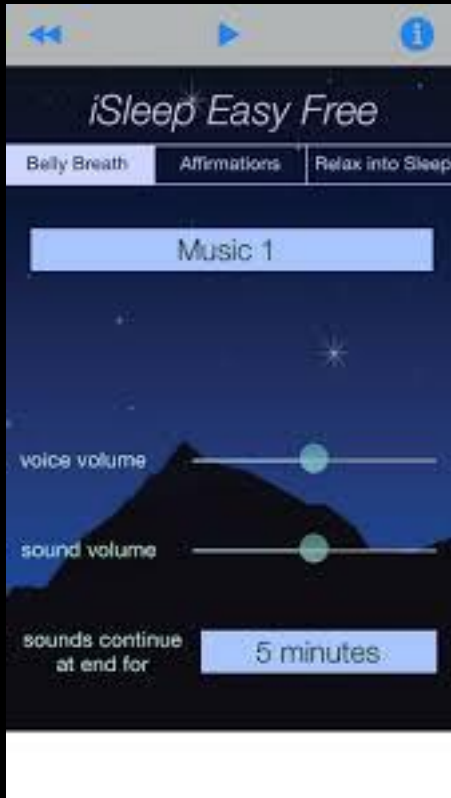 iSleep Easy Free
Belly Breath
Affirmations
Relax into Sleep
Music 1
voice volume
sound volume
sounds continue
at end for
5 minutes